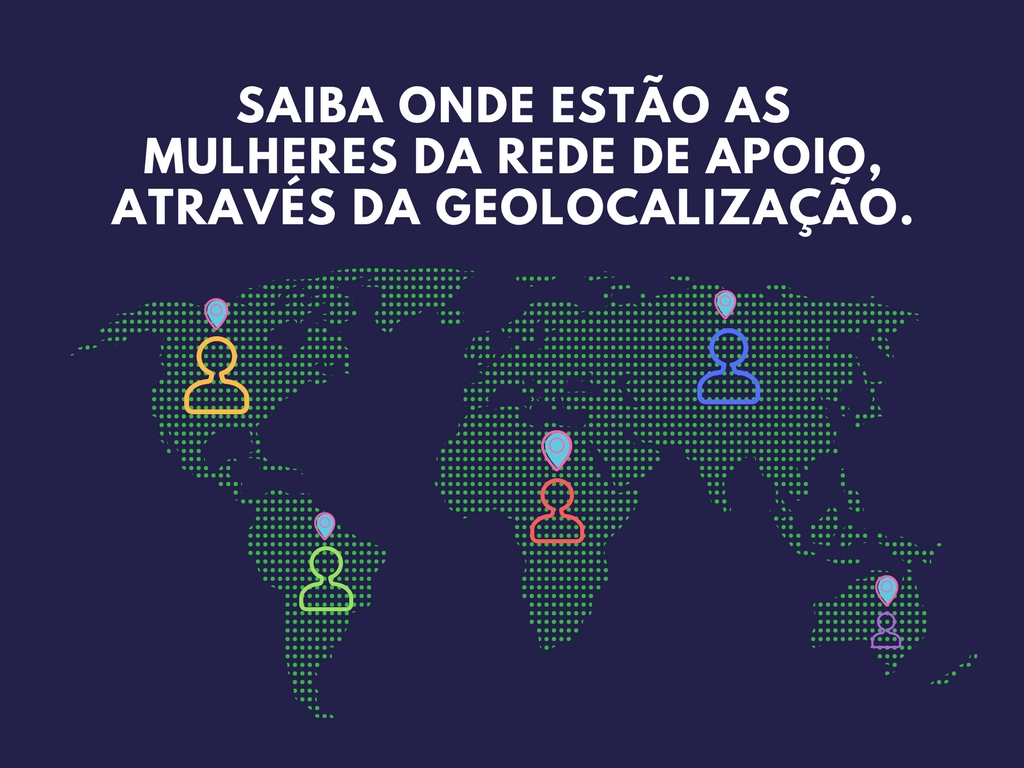 SAIBA ONDE ESTÃO AS
MULHERES DA REDE DE APOIO,
ATRAVÉS DA GEOLOCALIZAÇÃO.